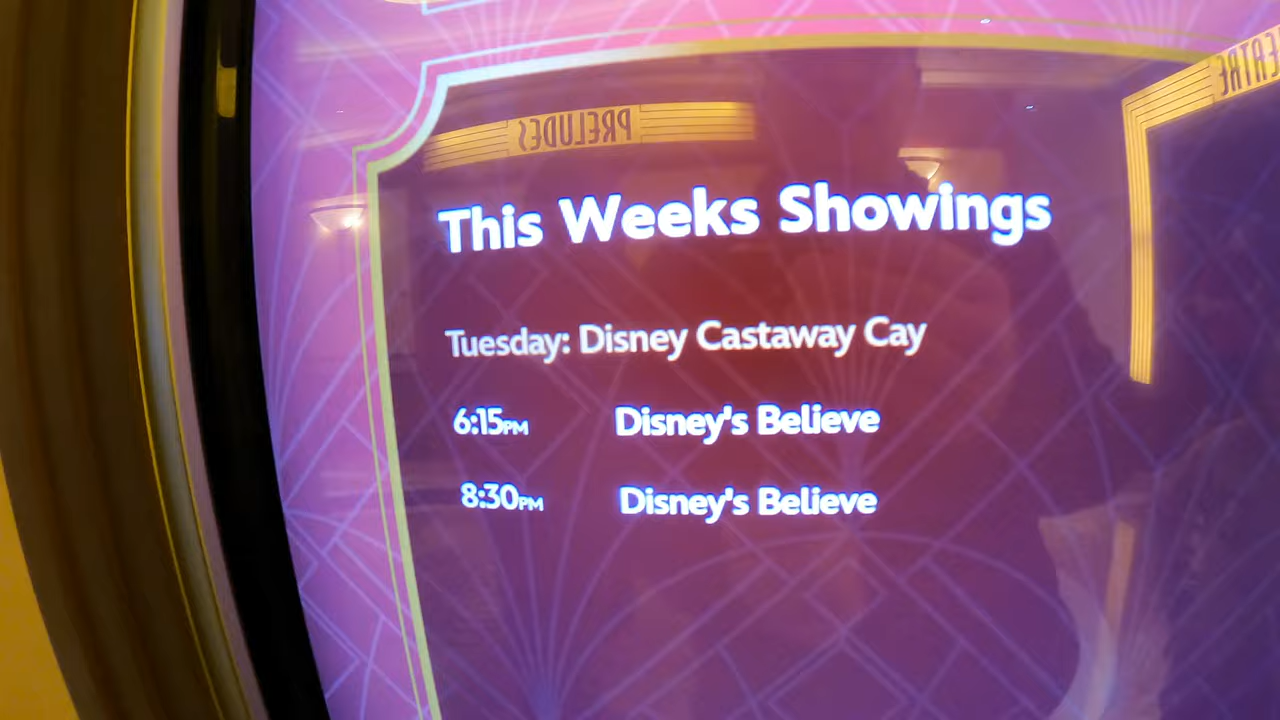 PRELUDES
This Weeks Showings
Tuesday: Disney Castaway Cay
6:15PM Disney's Believe
8:30PM Disney's Believe